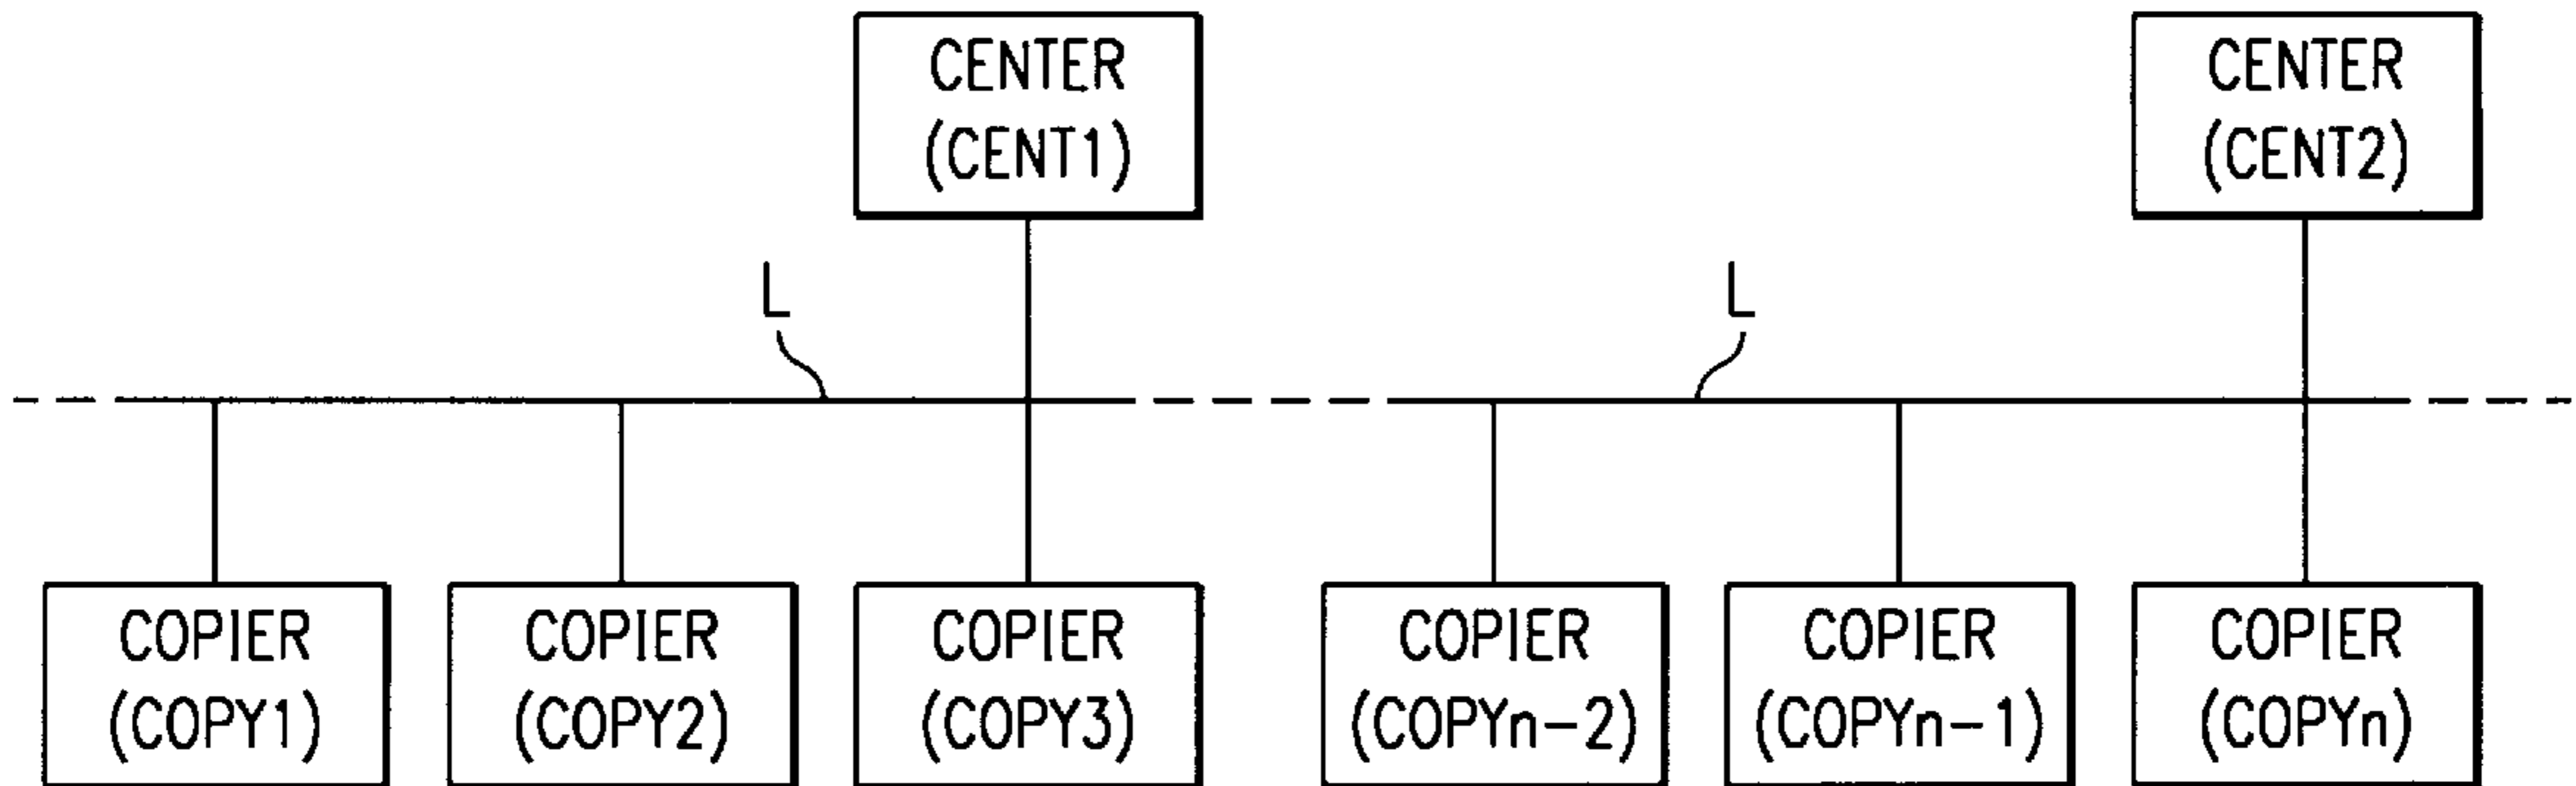 CENTER
(CENT1)
CENTER
(CENT2)
L
L
COPIER
(COPY1)
COPIER
(COPY2)
COPIER
(COPY3)
COPIER
(COPYn-2)
COPIER
(COPYn-1)
COPIER
(COPYn)